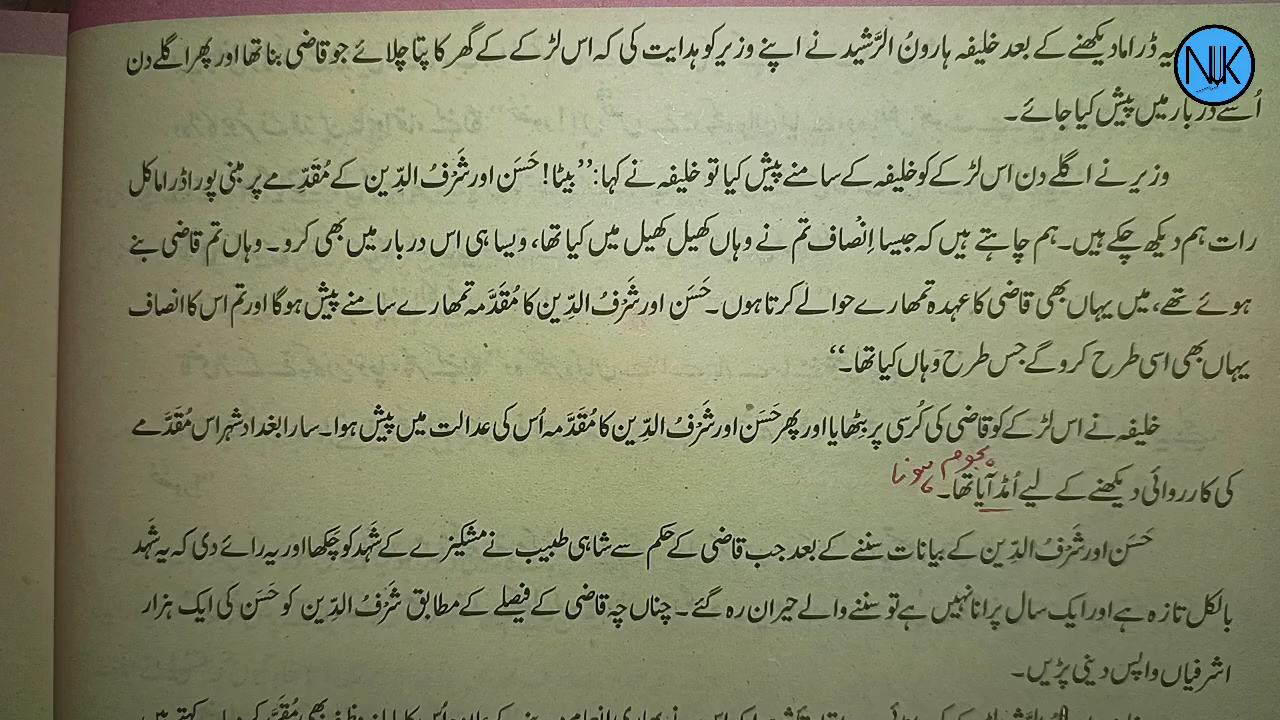 یہ ڈراما دیکھنے کے بعد خلیفہ ہارونُ الرَّشید نے اپنے وزیر کو ہدایت کی کہ اس لڑکے کے گھر کا پتا چلائے جو قاضی بنا تھا اور پھر اگلے دن
اُسے دربار میں پیش کیا جائے۔
وزیر نے اگلے دن اس لڑکے کو خلیفہ کے سامنے پیش کیا تو خلیفہ نے کہا: ”بیٹا! حَسَن اور شَرَفُ الدِّین کے مُقَدّمے پر مبنی پورا ڈراما کل
رات ہم دیکھ چکے ہیں۔ ہم چاہتے ہیں کہ جیسا اِنْصاف تم نے وہاں کھیل کھیل میں کیا تھا، ویسا ہی اس دربار میں بھی کرو۔ وہاں تم قاضی بنے
ہوئے تھے، میں یہاں بھی قاضی کا عہدہ تمھارے حوالے کرتا ہوں۔ حَسَن اور شَرَفُ الدِّین کا مُقَدَّمہ تمھارے سامنے پیش ہوگا اور تم اس کا انصاف
یہاں بھی اسی طرح کرو گے جس طرح وہاں کیا تھا۔“
خلیفہ نے اس لڑکے کو قاضی کی کُرسی پر بِٹھایا اور پھر حَسَن اور شَرَفُ الدِّین کا مُقَدَّمہ اُس کی عدالت میں پیش ہوا۔ سارا بغداد شہر اس مُقَدَّمے
ہجوم ہونا
کی کارروائی دیکھنے کے لیے اُمڈ آیا تھا۔
حَسَن اور شَرَفُ الدِّین کے بیانات سننے کے بعد جب قاضی کے حکم سے شاہی طبیب نے مشکیزے کے شَہد کو چکھا اور یہ رائے دی کہ یہ شَہد
بالکل تازہ ہے اور ایک سال پرانا نہیں ہے تو سننے والے حیران رہ گئے۔ چناں چہ قاضی کے فیصلے کے مطابق شَرَفُ الدِّین کو حَسَن کی ایک ہزار
اشرفیاں واپس دینی پڑیں۔
NUK